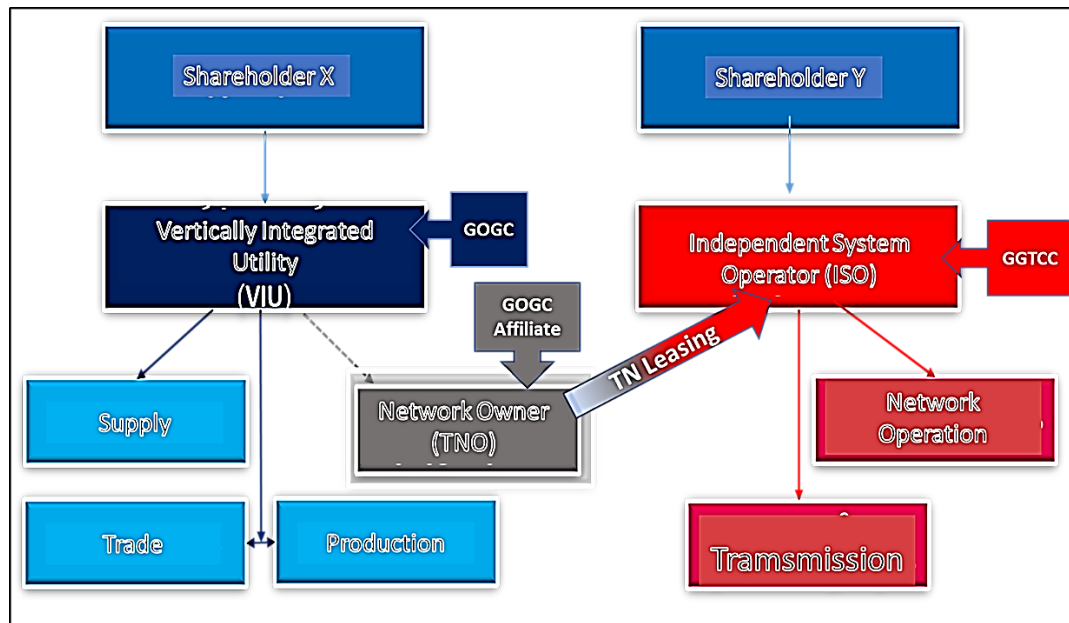 Shareholder X
Shareholder Y
Vertically Integrated
Utility
(VIU)
GOGC
Independent System
Operator (ISO)
GGTCC
GOGC
Affiliate
TN Leasing
Supply
Network Owner
(TNO)
Network
Operation
Trade
Production
Tramsmission